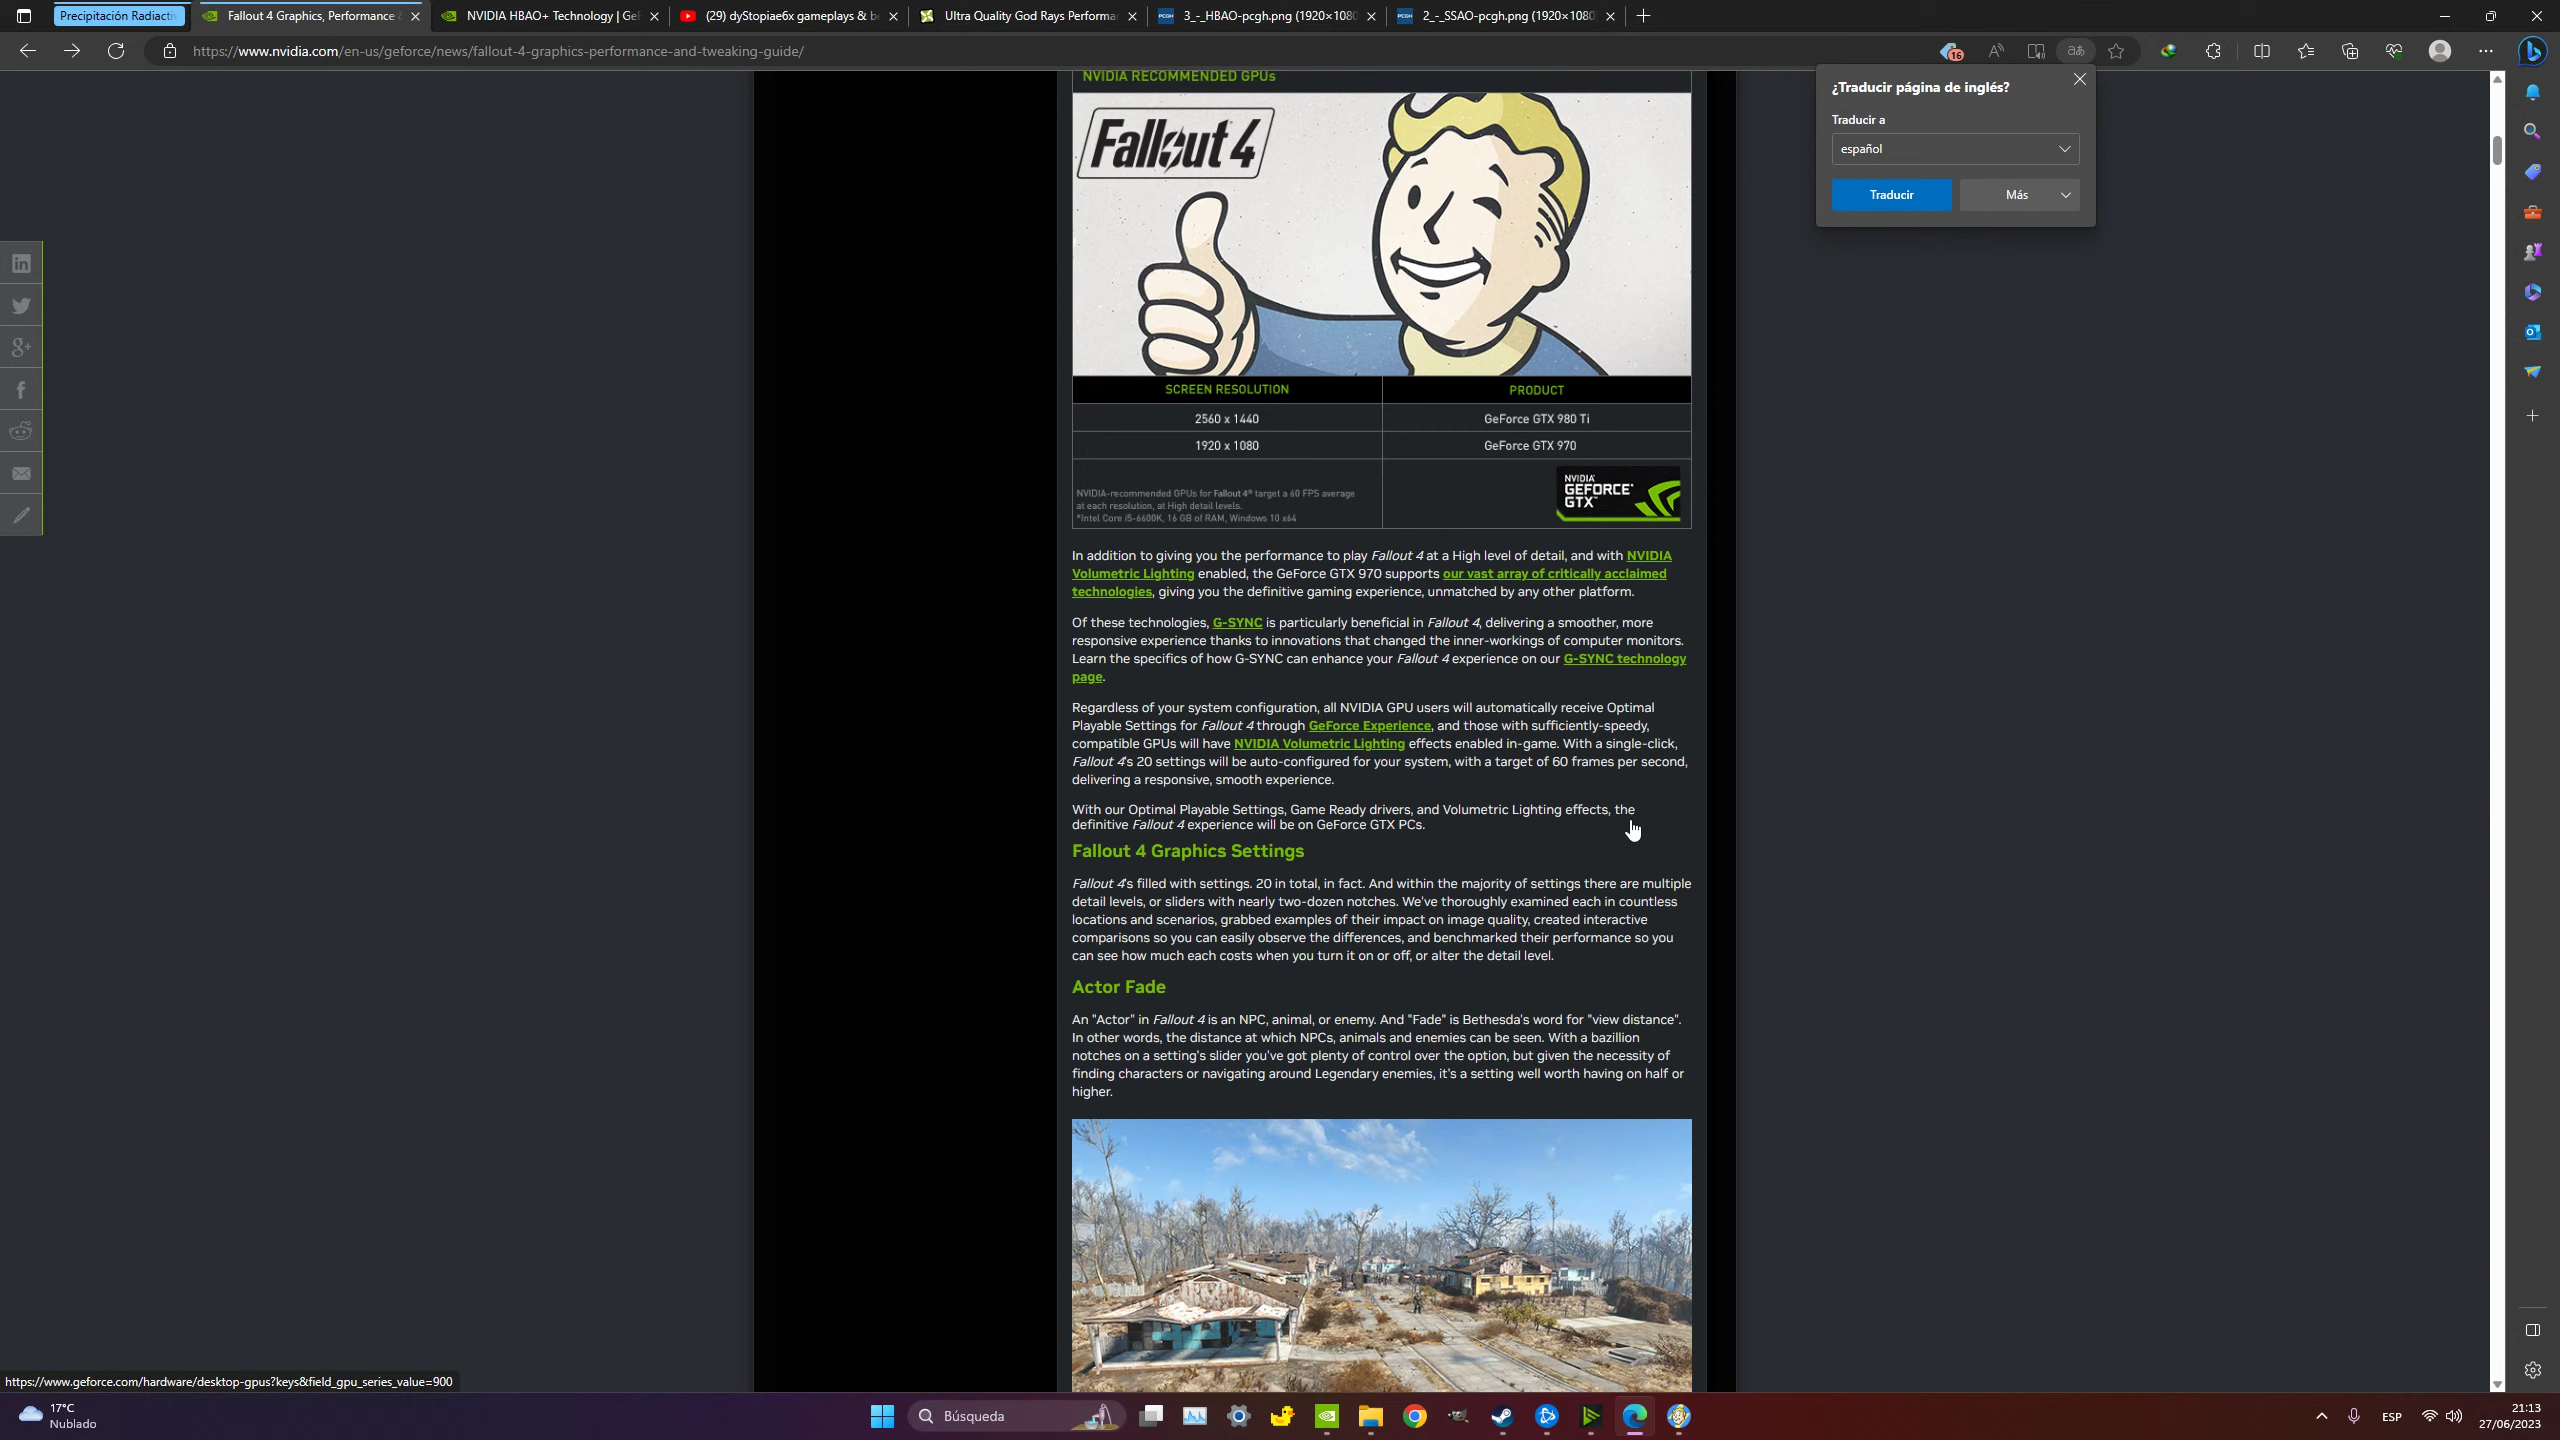 Precipitación Radiacti
Fallout 4 Graphics, Performance
NVIDIA HBAO+ Technology | GeF
(29) dyStopiae6x gameplays & b
Ultra Quality God Rays Performa
3_-_HBAO-pcgh.png (1920×1080
2_-_SSAO-pcgh.png (1920×1080
https://www.nvidia.com/en-us/geforce/news/fallout-4-graphics-performance-and-tweaking-guide/
16
aあ
¿Traducir página de inglés?
Traducir a
español
Traducir
Más
NVIDIA RECOMMENDED GPUs
Fallout 4
SCREEN RESOLUTION PRODUCT
2560 x 1440 GeForce GTX 980 Ti
1920 x 1080 GeForce GTX 970
NVIDIA-recommended GPUs for Fallout 4® target a 60 FPS average
at each resolution, at High detail levels.
*Intel Core i5-6600K, 16 GB of RAM, Windows 10 x64
NVIDIA
GEFORCE
GTX
In addition to giving you the performance to play Fallout 4 at a High level of detail, and with NVIDIA
Volumetric Lighting enabled, the GeForce GTX 970 supports our vast array of critically acclaimed
technologies, giving you the definitive gaming experience, unmatched by any other platform.
Of these technologies, G-SYNC is particularly beneficial in Fallout 4, delivering a smoother, more
responsive experience thanks to innovations that changed the inner-workings of computer monitors.
Learn the specifics of how G-SYNC can enhance your Fallout 4 experience on our G-SYNC technology
page.
Regardless of your system configuration, all NVIDIA GPU users will automatically receive Optimal
Playable Settings for Fallout 4 through GeForce Experience, and those with sufficiently-speedy,
compatible GPUs will have NVIDIA Volumetric Lighting effects enabled in-game. With a single-click,
Fallout 4's 20 settings will be auto-configured for your system, with a target of 60 frames per second,
delivering a responsive, smooth experience.
With our Optimal Playable Settings, Game Ready drivers, and Volumetric Lighting effects, the
definitive Fallout 4 experience will be on GeForce GTX PCs.
Fallout 4 Graphics Settings
Fallout 4's filled with settings. 20 in total, in fact. And within the majority of settings there are multiple
detail levels, or sliders with nearly two-dozen notches. We've thoroughly examined each in countless
locations and scenarios, grabbed examples of their impact on image quality, created interactive
comparisons so you can easily observe the differences, and benchmarked their performance so you
can see how much each costs when you turn it on or off, or alter the detail level.
Actor Fade
An "Actor" in Fallout 4 is an NPC, animal, or enemy. And "Fade" is Bethesda's word for "view distance".
In other words, the distance at which NPCs, animals and enemies can be seen. With a bazillion
notches on a setting's slider you've got plenty of control over the option, but given the necessity of
finding characters or navigating around Legendary enemies, it's a setting well worth having on half or
higher.
https://www.geforce.com/hardware/desktop-gpus?keys&field_gpu_series_value=900
17°C
Nublado
Búsqueda
ESP
21:13
27/06/2023